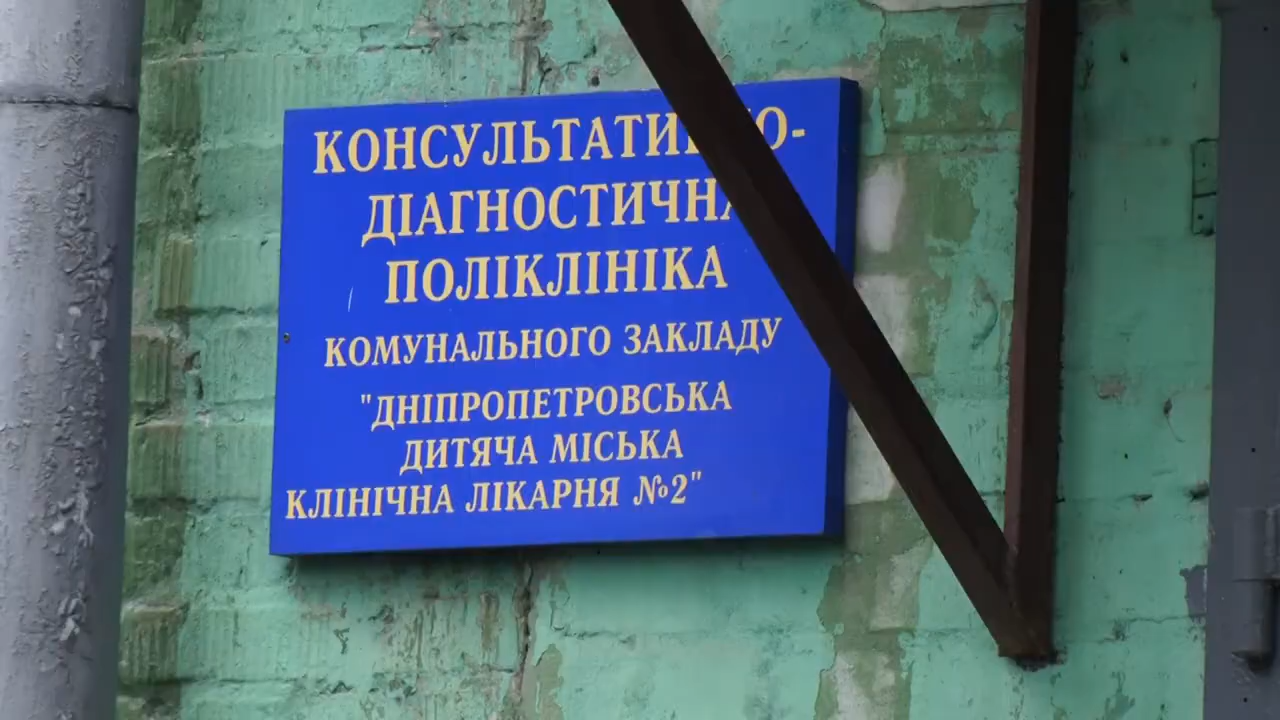 КОНСУЛЬТАТИВНО-
ДІАГНОСТИЧНА
ПОЛІКЛІНІКА
КОМУНАЛЬНОГО ЗАКЛАДУ
"ДНІПРОПЕТРОВСЬКА
ДИТЯЧА МІСЬКА
КЛІНІЧНА ЛІКАРНЯ №2"